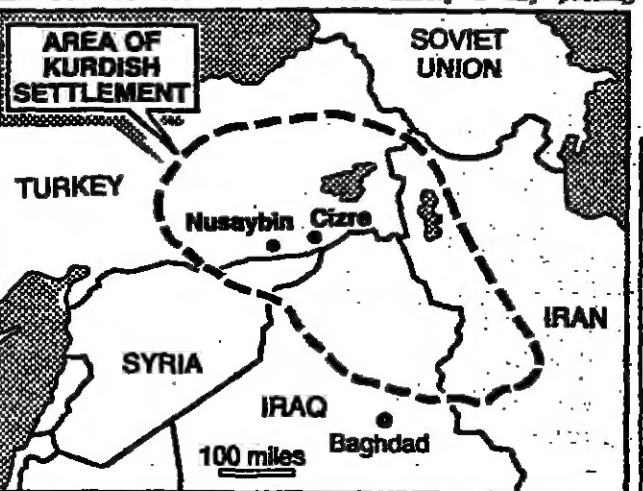 AREA OF
KURDISH
SETTLEMENT
SOVIET
UNION
TURKEY
Nusaybin Cizre
IRAN
SYRIA
IRAQ
Baghdad
100 miles